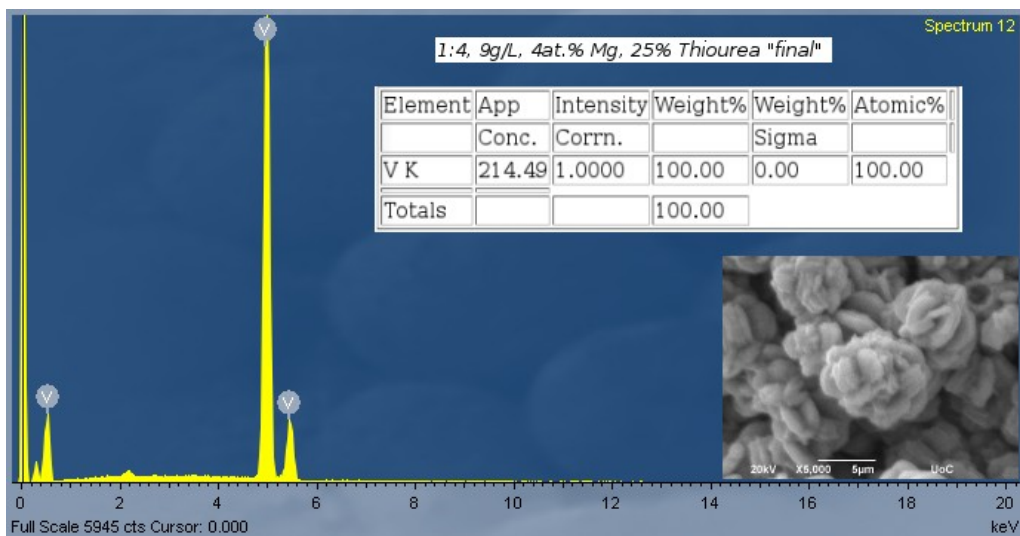 Spectrum 12
1:4, 9g/L, 4at.% Mg, 25% Thiourea "final"
Element App Intensity Weight% Weight% Atomic%
Conc. Corrn. Sigma
V K 214.49 1.0000 100.00 0.00 100.00
Totals 100.00
V
V
V
20kV X5,000 5µm UoC
0 2 4 6 8 10 12 14 16 18 20
Full Scale 5945 cts Cursor: 0.000 keV